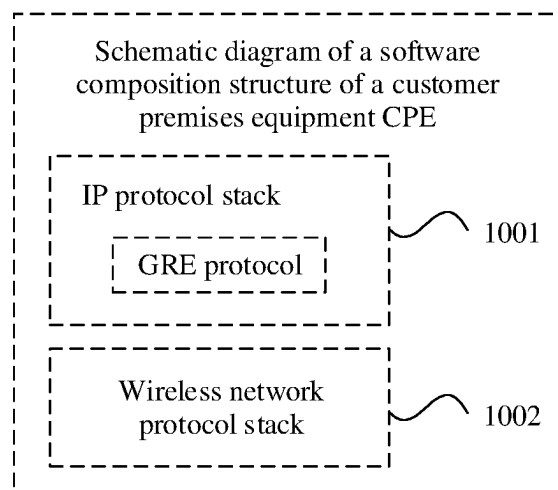 Schematic diagram of a software
composition structure of a customer
premises equipment CPE
IP protocol stack
GRE protocol
1001
Wireless network
protocol stack
1002